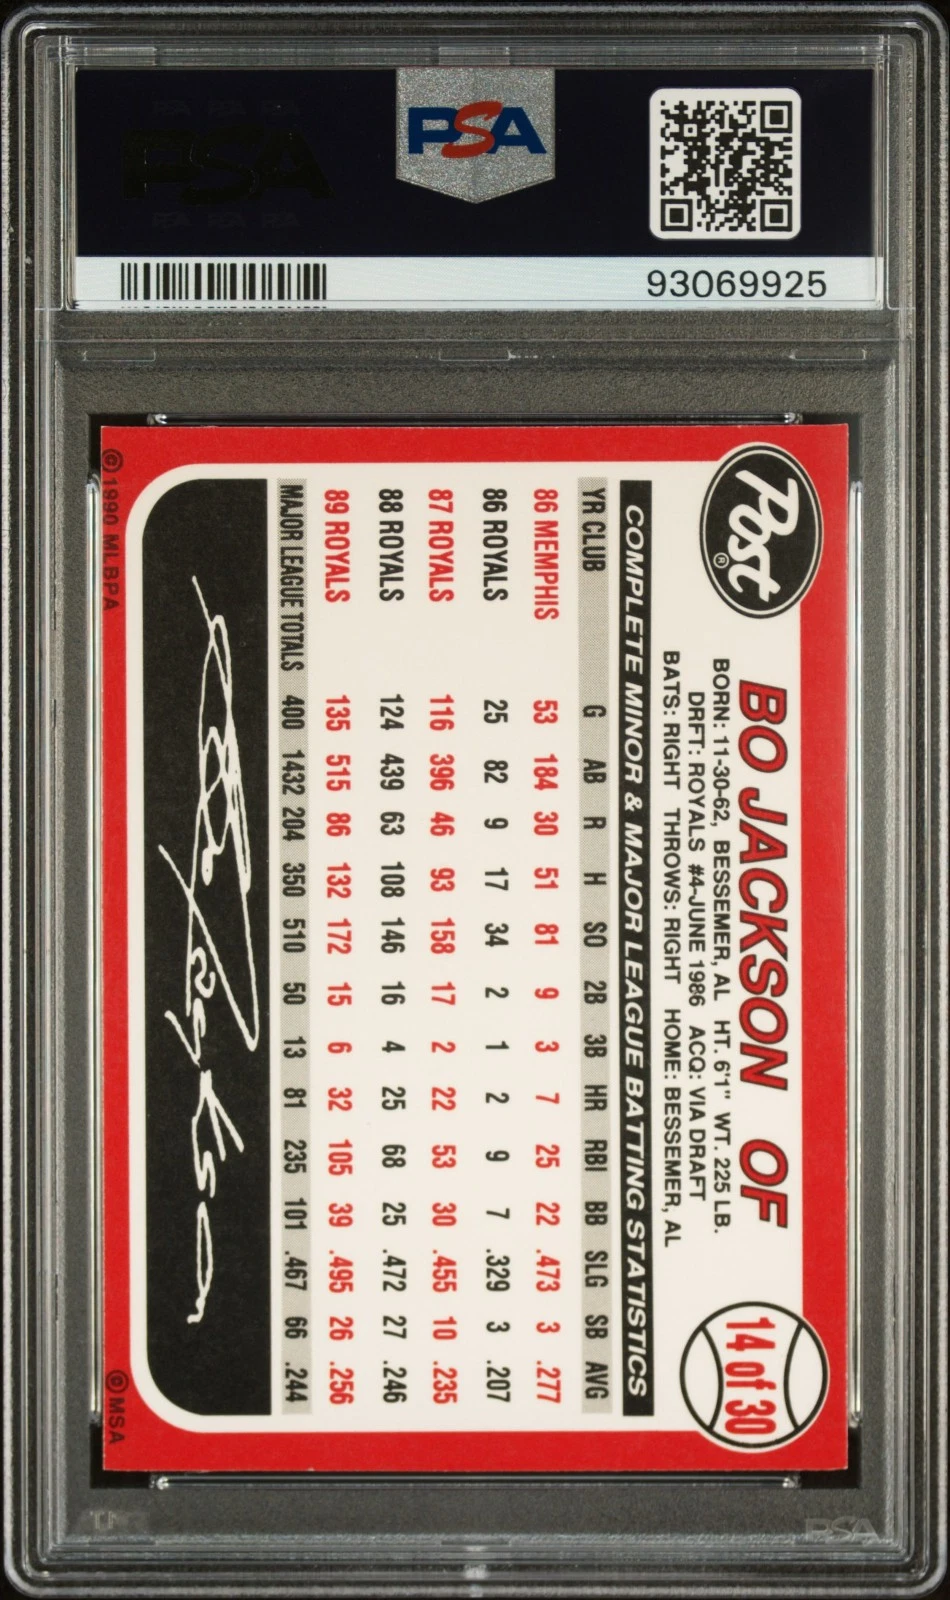 PSA
PSA
93069925
Post®
BO JACKSON OF
14 of 30
BORN: 11-30-62, BESSEMER, AL HT. 6'1" WT. 225 LB.
DRFT: ROYALS #4-JUNE 1986 ACQ: VIA DRAFT
BATS: RIGHT THROWS: RIGHT HOME: BESSEMER, AL
COMPLETE MINOR & MAJOR LEAGUE BATTING STATISTICS
YR CLUB G AB R H SO 2B 3B HR RBI BB SLG SB AVG
86 MEMPHIS 53 184 30 51 81 9 3 7 25 22 .473 3 .277
86 ROYALS 25 82 9 17 34 2 1 2 9 7 .329 3 .207
87 ROYALS 116 396 46 93 158 17 2 22 53 30 .455 10 .235
88 ROYALS 124 439 63 108 146 16 4 25 68 25 .472 27 .246
89 ROYALS 135 515 86 132 172 15 6 32 105 39 .495 26 .256
MAJOR LEAGUE TOTALS 400 1432 204 350 510 50 13 81 235 101 .467 66 .244
Bo Jackson
© 1990 MLBPA
© MSA
PSA